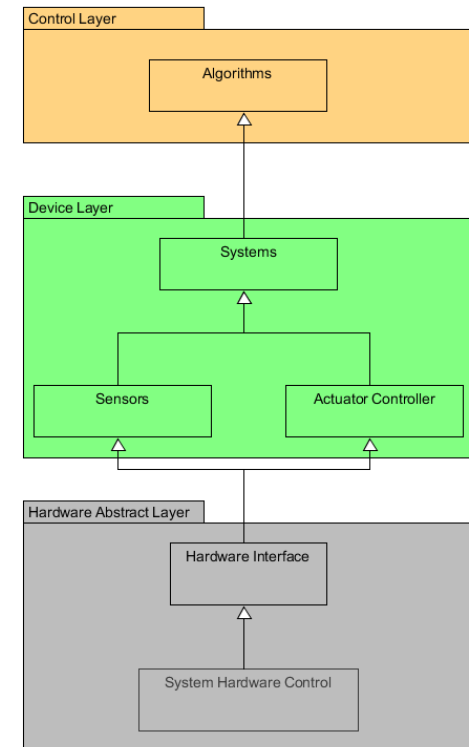 Control Layer
Algorithms
Device Layer
Systems
Sensors
Actuator Controller
Hardware Abstract Layer
Hardware Interface
System Hardware Control